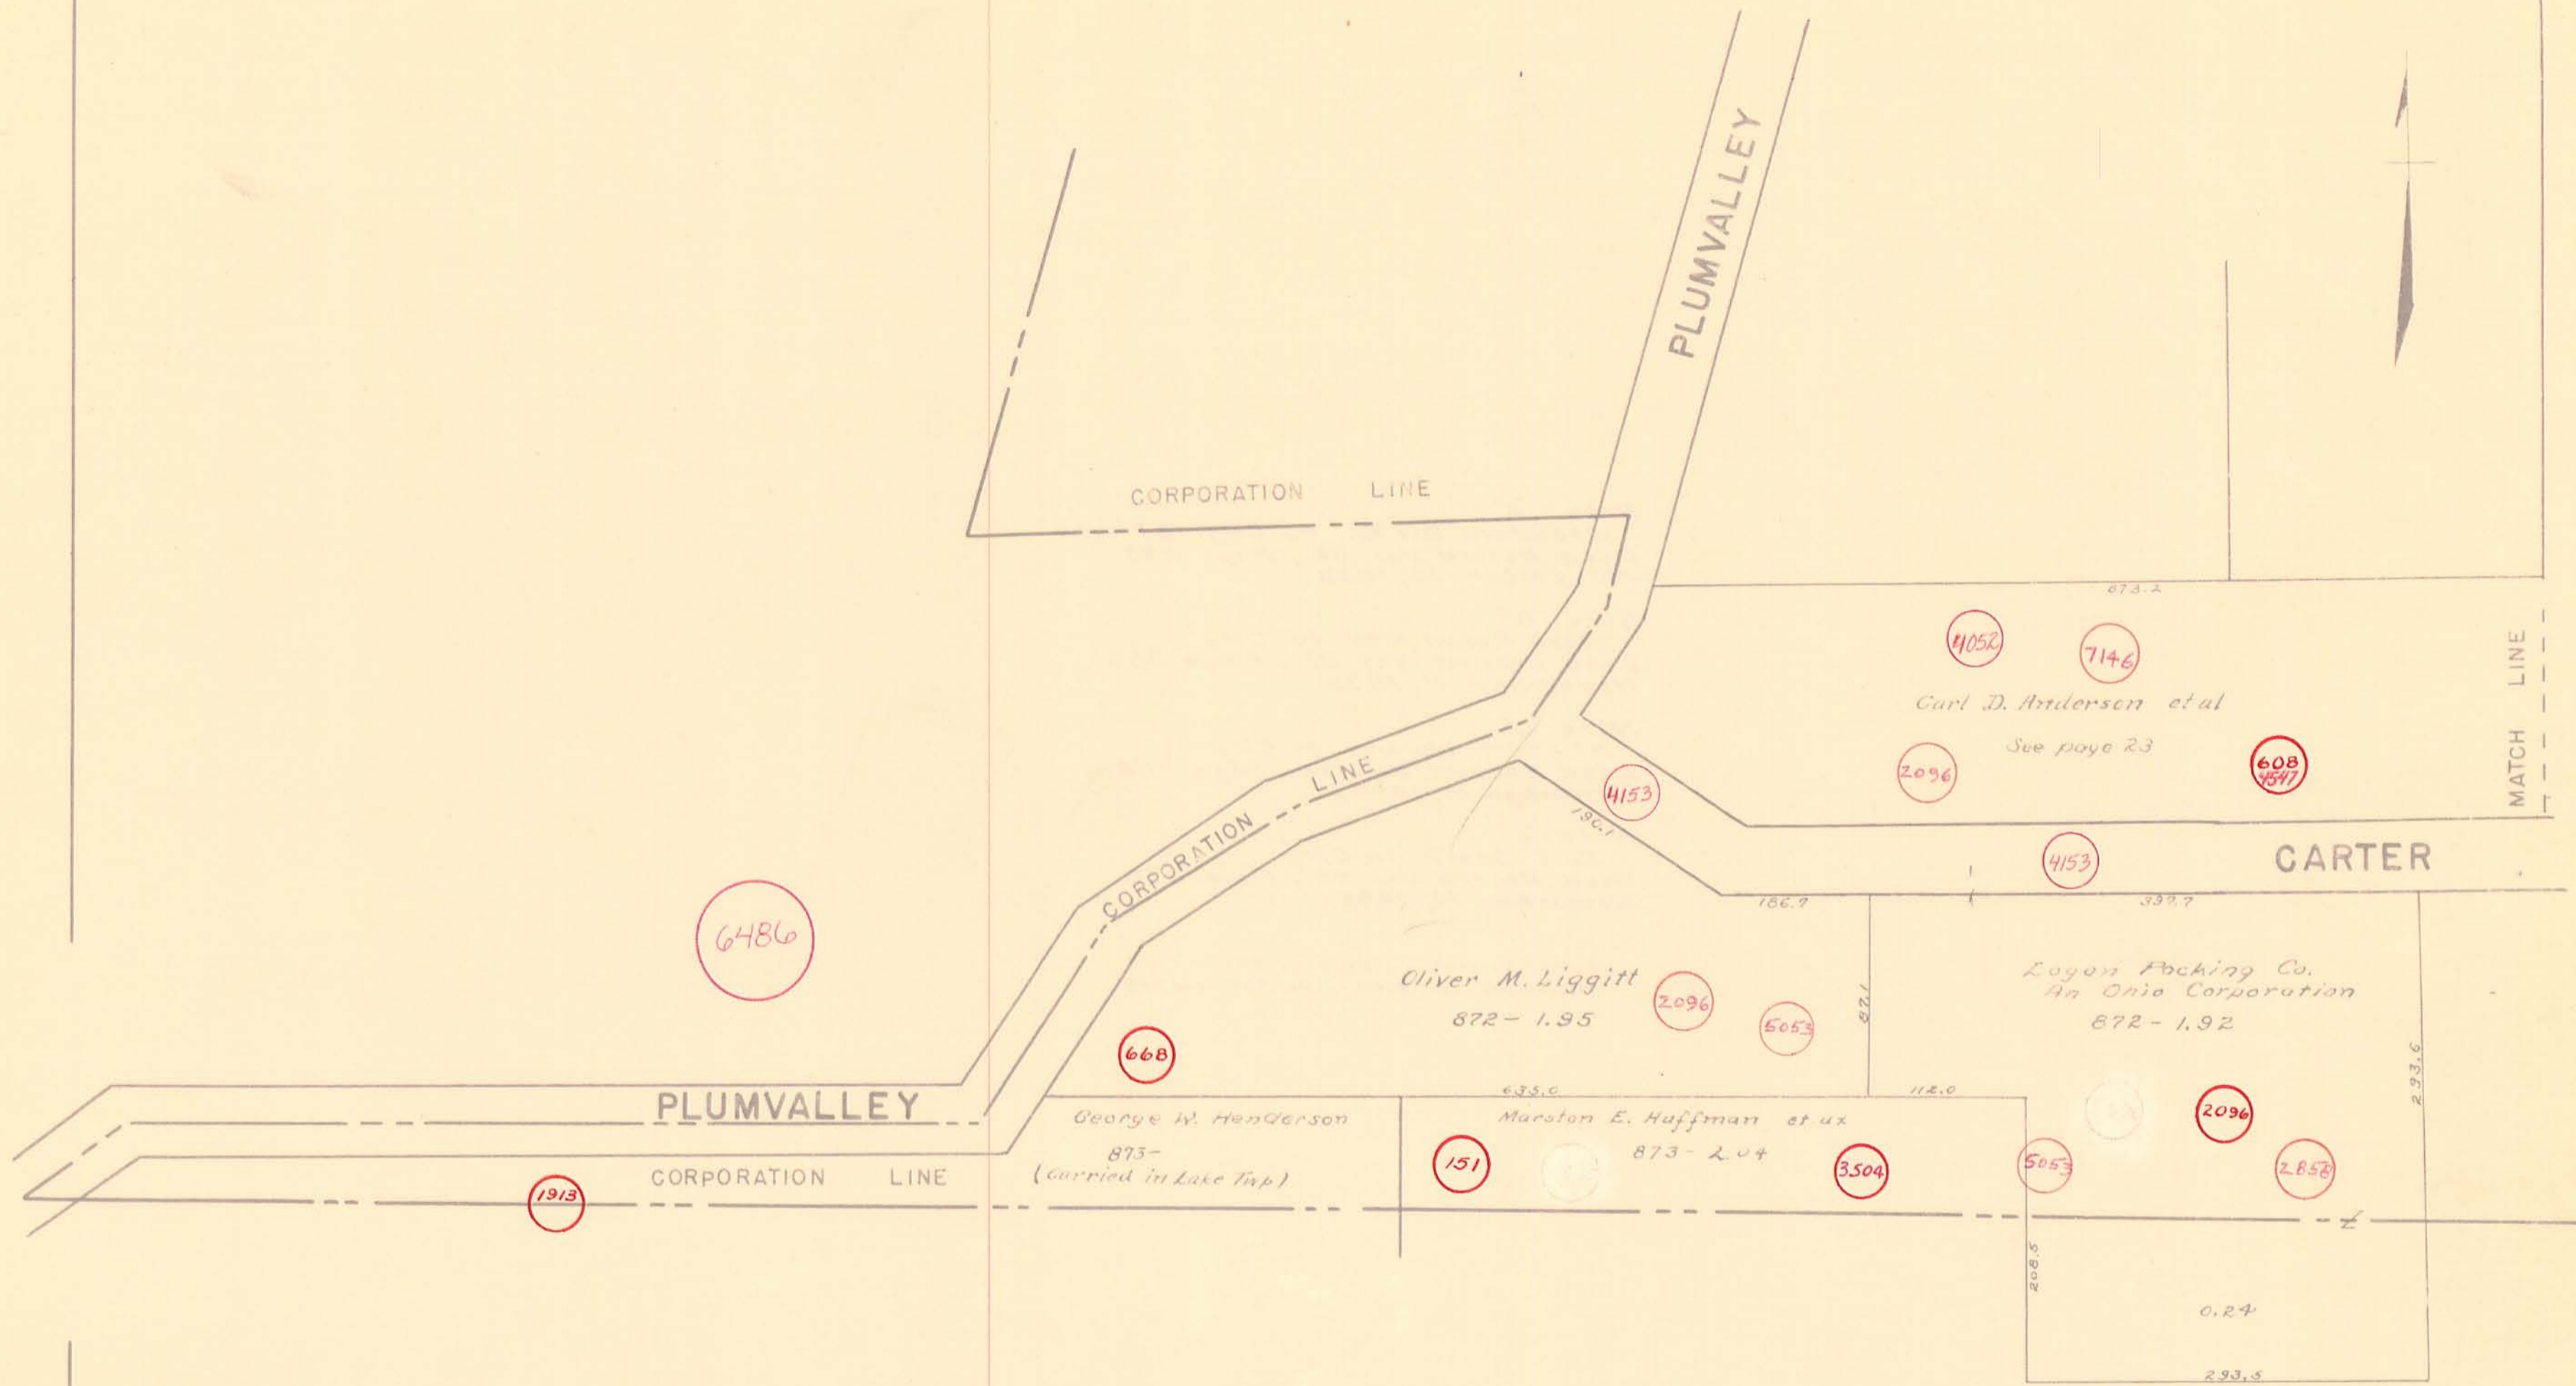 PLUMVALLEY
CORPORATION LINE
673.2
4052
7146
Carl D. Anderson et al
See page 23
2096
608
4547
MATCH LINE
4153
190.1
CORPORATION LINE
4153
CARTER
186.7
397.7
6486
Oliver M. Liggitt
872 - 1.95
2096
5053
87.1
Logan Packing Co.
An Ohio Corporation
872 - 1.92
293.6
668
635.0
112.0
PLUMVALLEY
George W. Henderson
873 -
(Carried in Lake Twp)
Marston E. Huffman et ux
873 - 2.04
151
3504
5053
2096
2858
CORPORATION LINE
1913
208.5
0.24
293.5